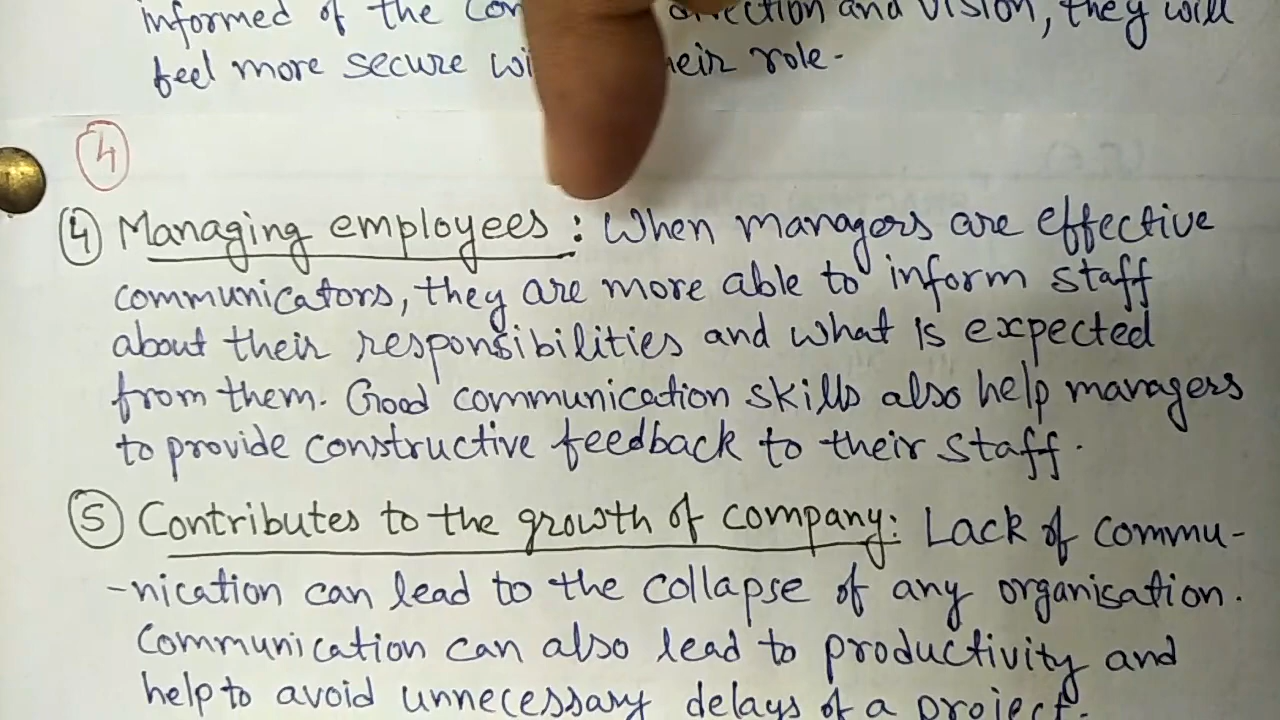 informed of the and vision, they will
feel more secure role.
4
④ Managing employees : When managers are effective
communicators, they are more able to inform staff
about their responsibilities and what is expected
from them. Good communication skills also help managers
to provide constructive feedback to their staff.
⑤ Contributes to the growth of company: Lack of commu-
-nication can lead to the collapse of any organisation.
Communication can also lead to productivity and
help to avoid unnecessary delays of a project.